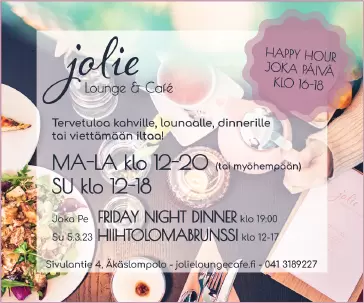 jolie
Lounge & Café
HAPPY HOUR
JOKA PÄIVÄ
KLO 16-18
Tervetuloa kahville, lounaalle, dinnerille
tai viettämään iltaa!
MA-LA klo 12-20 (tai myöhempään)
SU klo 12-18
Joka Pe FRIDAY NIGHT DINNER klo 19:00
Su 5.3.23 HIIHTOLOMABRUNSSI klo 12-17
Sivulantie 4, Äkäslompolo - jolieloungecafe.fi - 041 3189227